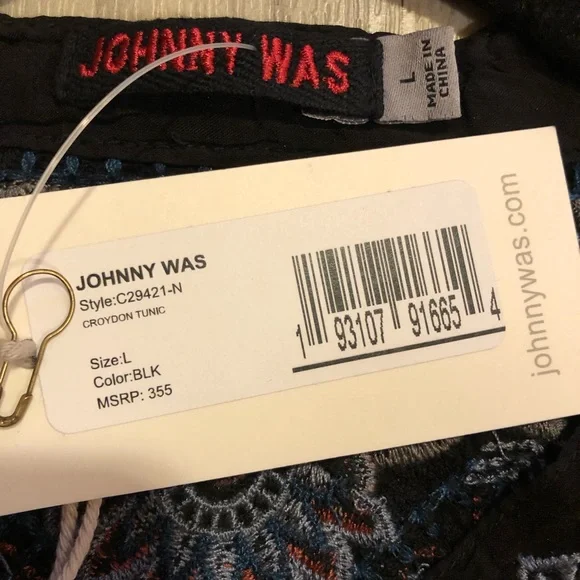 JOHNNY WAS
L
MADE IN
CHINA
JOHNNY WAS
Style:C29421-N
CROYDON TUNIC
Size:L
Color:BLK
MSRP: 355
1 93107 91665 4
johnnywas.com